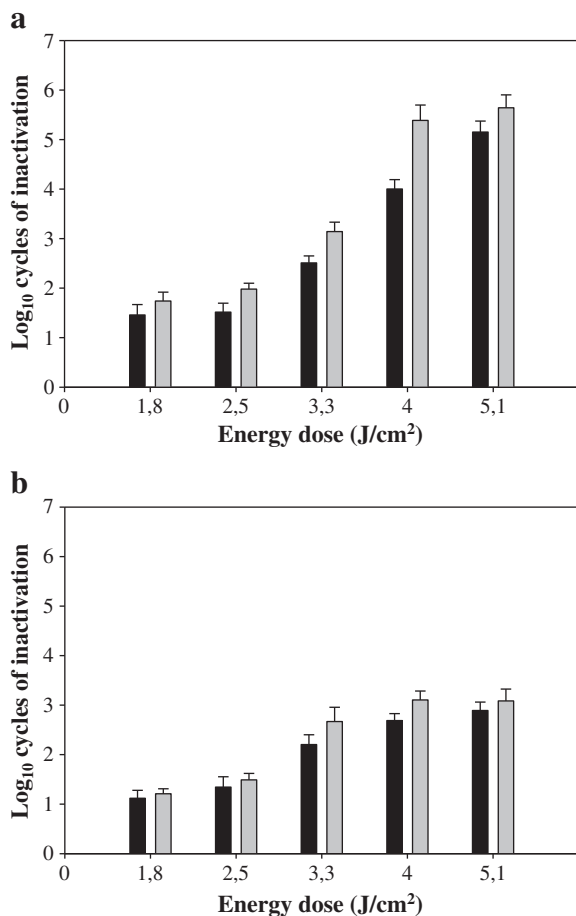 a
7
6
5
4
3
2
1
0
Log₁₀ cycles of inactivation
0 1,8 2,5 3,3 4 5,1
Energy dose (J/cm²)
b
7
6
5
4
3
2
1
0
Log₁₀ cycles of inactivation
0 1,8 2,5 3,3 4 5,1
Energy dose (J/cm²)